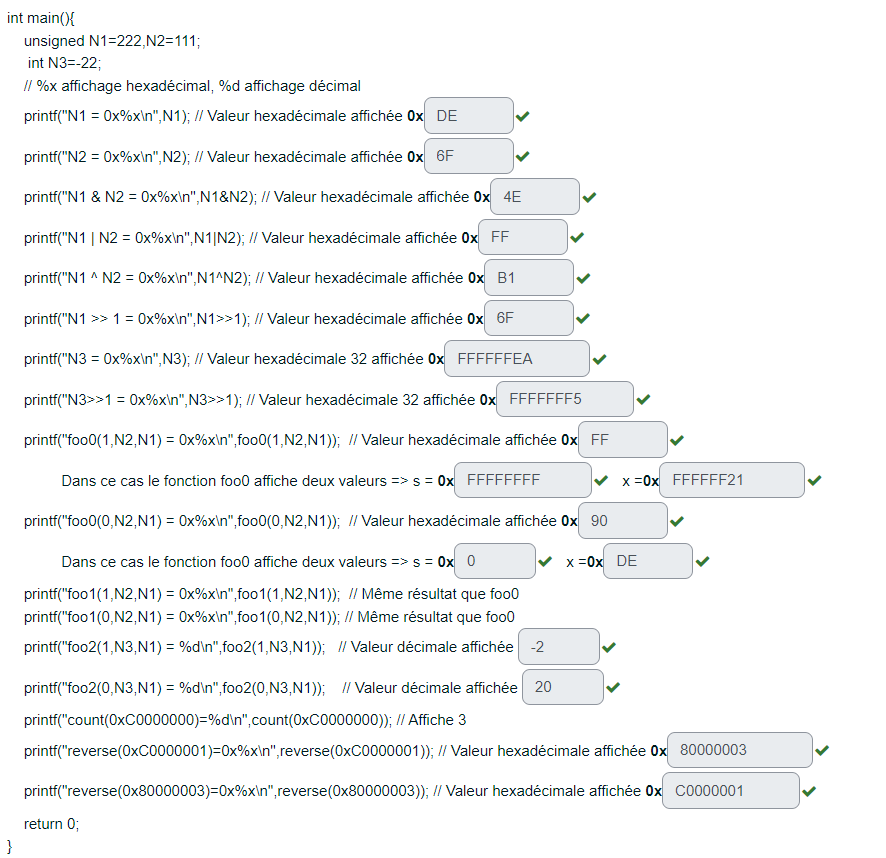 int main(){
unsigned N1=222,N2=111;
int N3=-22;
// %x affichage hexadécimal, %d affichage décimal
printf("N1 = 0x%x\n",N1); // Valeur hexadécimale affichée 0x DE
printf("N2 = 0x%x\n",N2); // Valeur hexadécimale affichée 0x 6F
printf("N1 & N2 = 0x%x\n",N1&N2); // Valeur hexadécimale affichée 0x 4E
printf("N1 | N2 = 0x%x\n",N1|N2); // Valeur hexadécimale affichée 0x FF
printf("N1 ^ N2 = 0x%x\n",N1^N2); // Valeur hexadécimale affichée 0x B1
printf("N1 >> 1 = 0x%x\n",N1>>1); // Valeur hexadécimale affichée 0x 6F
printf("N3 = 0x%x\n",N3); // Valeur hexadécimale 32 affichée 0x FFFFFFEA
printf("N3>>1 = 0x%x\n",N3>>1); // Valeur hexadécimale 32 affichée 0x FFFFFFF5
printf("foo0(1,N2,N1) = 0x%x\n",foo0(1,N2,N1)); // Valeur hexadécimale affichée 0x FF
Dans ce cas le fonction foo0 affiche deux valeurs => s = 0x FFFFFFFF x =0x FFFFFF21
printf("foo0(0,N2,N1) = 0x%x\n",foo0(0,N2,N1)); // Valeur hexadécimale affichée 0x 90
Dans ce cas le fonction foo0 affiche deux valeurs => s = 0x 0 x =0x DE
printf("foo1(1,N2,N1) = 0x%x\n",foo1(1,N2,N1)); // Même résultat que foo0
printf("foo1(0,N2,N1) = 0x%x\n",foo1(0,N2,N1)); // Même résultat que foo0
printf("foo2(1,N3,N1) = %d\n",foo2(1,N3,N1)); // Valeur décimale affichée -2
printf("foo2(0,N3,N1) = %d\n",foo2(0,N3,N1)); // Valeur décimale affichée 20
printf("count(0xC0000000)=%d\n",count(0xC0000000)); // Affiche 3
printf("reverse(0xC0000001)=0x%x\n",reverse(0xC0000001)); // Valeur hexadécimale affichée 0x 80000003
printf("reverse(0x80000003)=0x%x\n",reverse(0x80000003)); // Valeur hexadécimale affichée 0x C0000001
return 0;
}